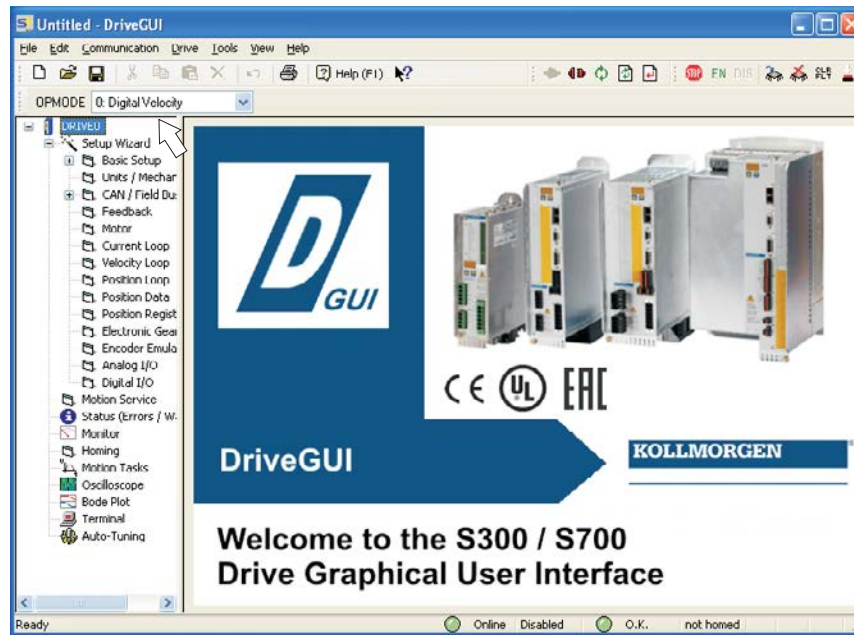 Untitled - DriveGUI
File Edit Communication Drive Tools View Help
Help (F1) STOP EN DIS
OPMODE 0: Digital Velocity
DRIVE0
Setup Wizard
Basic Setup
Units / Mechan
CAN / Field Bus
Feedback
Motor
Current Loop
Velocity Loop
Position Loop
Position Data
Position Regist
Electronic Gear
Encoder Emula
Analog I/O
Digital I/O
Motion Service
Status (Errors / W
Monitor
Homing
Motion Tasks
Oscilloscope
Bode Plot
Terminal
Auto-Tuning
D
GUI
CE UL EAC
DriveGUI
KOLLMORGEN
Welcome to the S300 / S700
Drive Graphical User Interface
Ready Online Disabled O.K. not homed